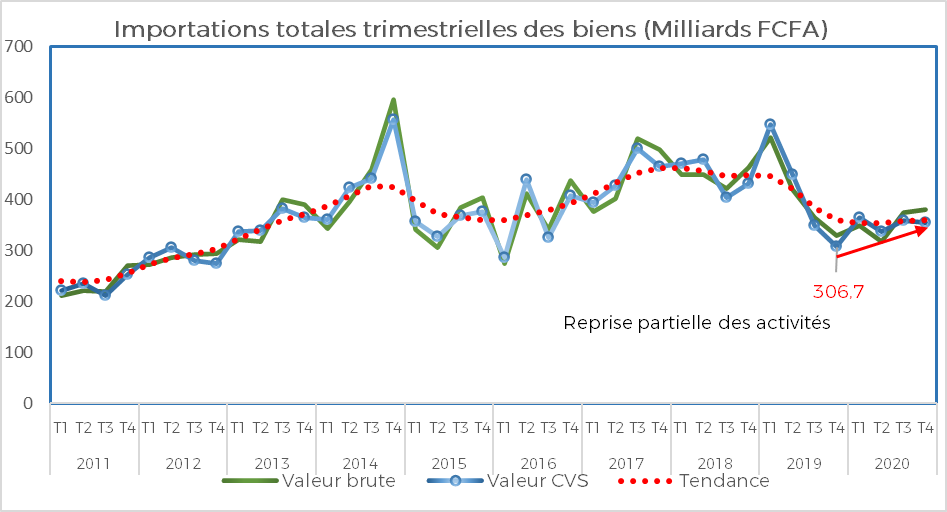 Importations totales trimestrielles des biens (Milliards FCFA)
700
600
500
400
300
200
100
0
306,7
Reprise partielle des activités
T1 T2 T3 T4 T1 T2 T3 T4 T1 T2 T3 T4 T1 T2 T3 T4 T1 T2 T3 T4 T1 T2 T3 T4 T1 T2 T3 T4 T1 T2 T3 T4 T1 T2 T3 T4 T1 T2 T3 T4
2011 2012 2013 2014 2015 2016 2017 2018 2019 2020
Valeur brute Valeur CVS Tendance